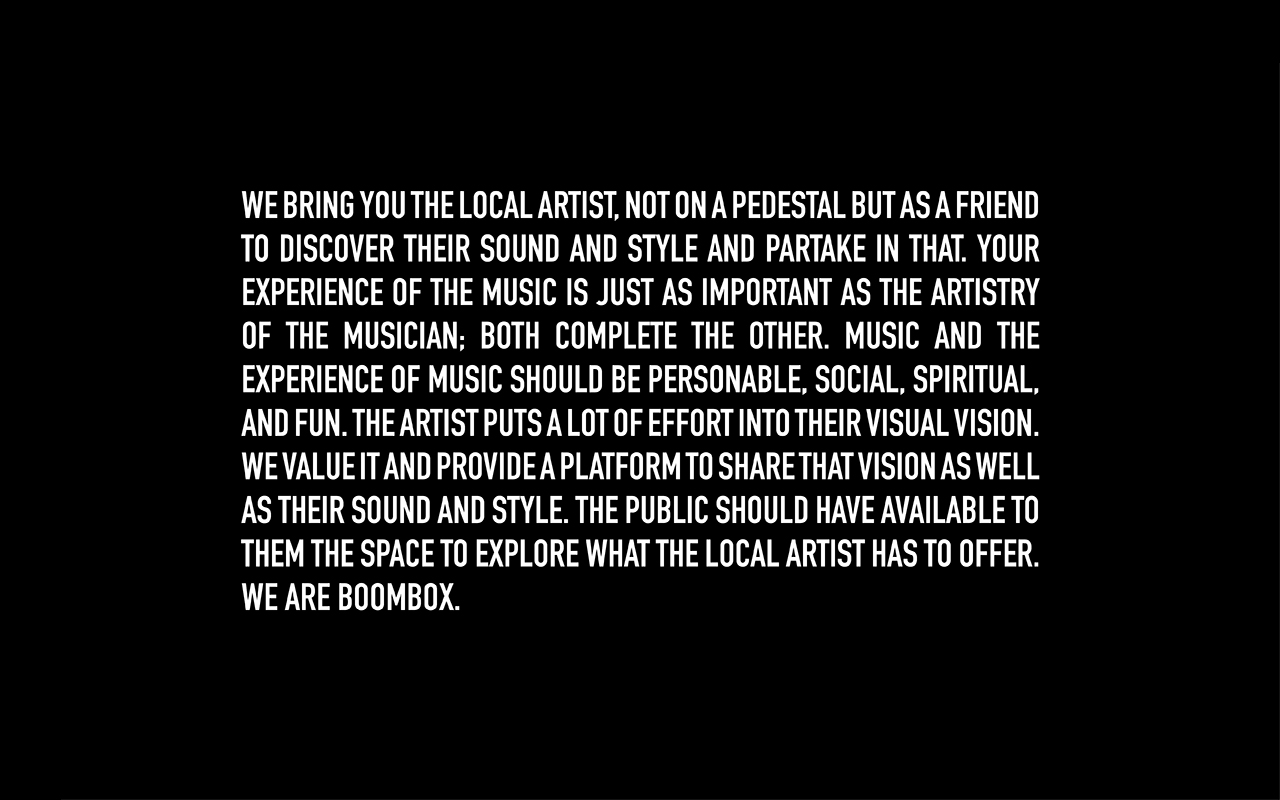 WE BRING YOU THE LOCAL ARTIST, NOT ON A PEDESTAL BUT AS A FRIEND
TO DISCOVER THEIR SOUND AND STYLE AND PARTAKE IN THAT. YOUR
EXPERIENCE OF THE MUSIC IS JUST AS IMPORTANT AS THE ARTISTRY
OF THE MUSICIAN; BOTH COMPLETE THE OTHER. MUSIC AND THE
EXPERIENCE OF MUSIC SHOULD BE PERSONABLE, SOCIAL, SPIRITUAL,
AND FUN. THE ARTIST PUTS A LOT OF EFFORT INTO THEIR VISUAL VISION.
WE VALUE IT AND PROVIDE A PLATFORM TO SHARE THAT VISION AS WELL
AS THEIR SOUND AND STYLE. THE PUBLIC SHOULD HAVE AVAILABLE TO
THEM THE SPACE TO EXPLORE WHAT THE LOCAL ARTIST HAS TO OFFER.
WE ARE BOOMBOX.